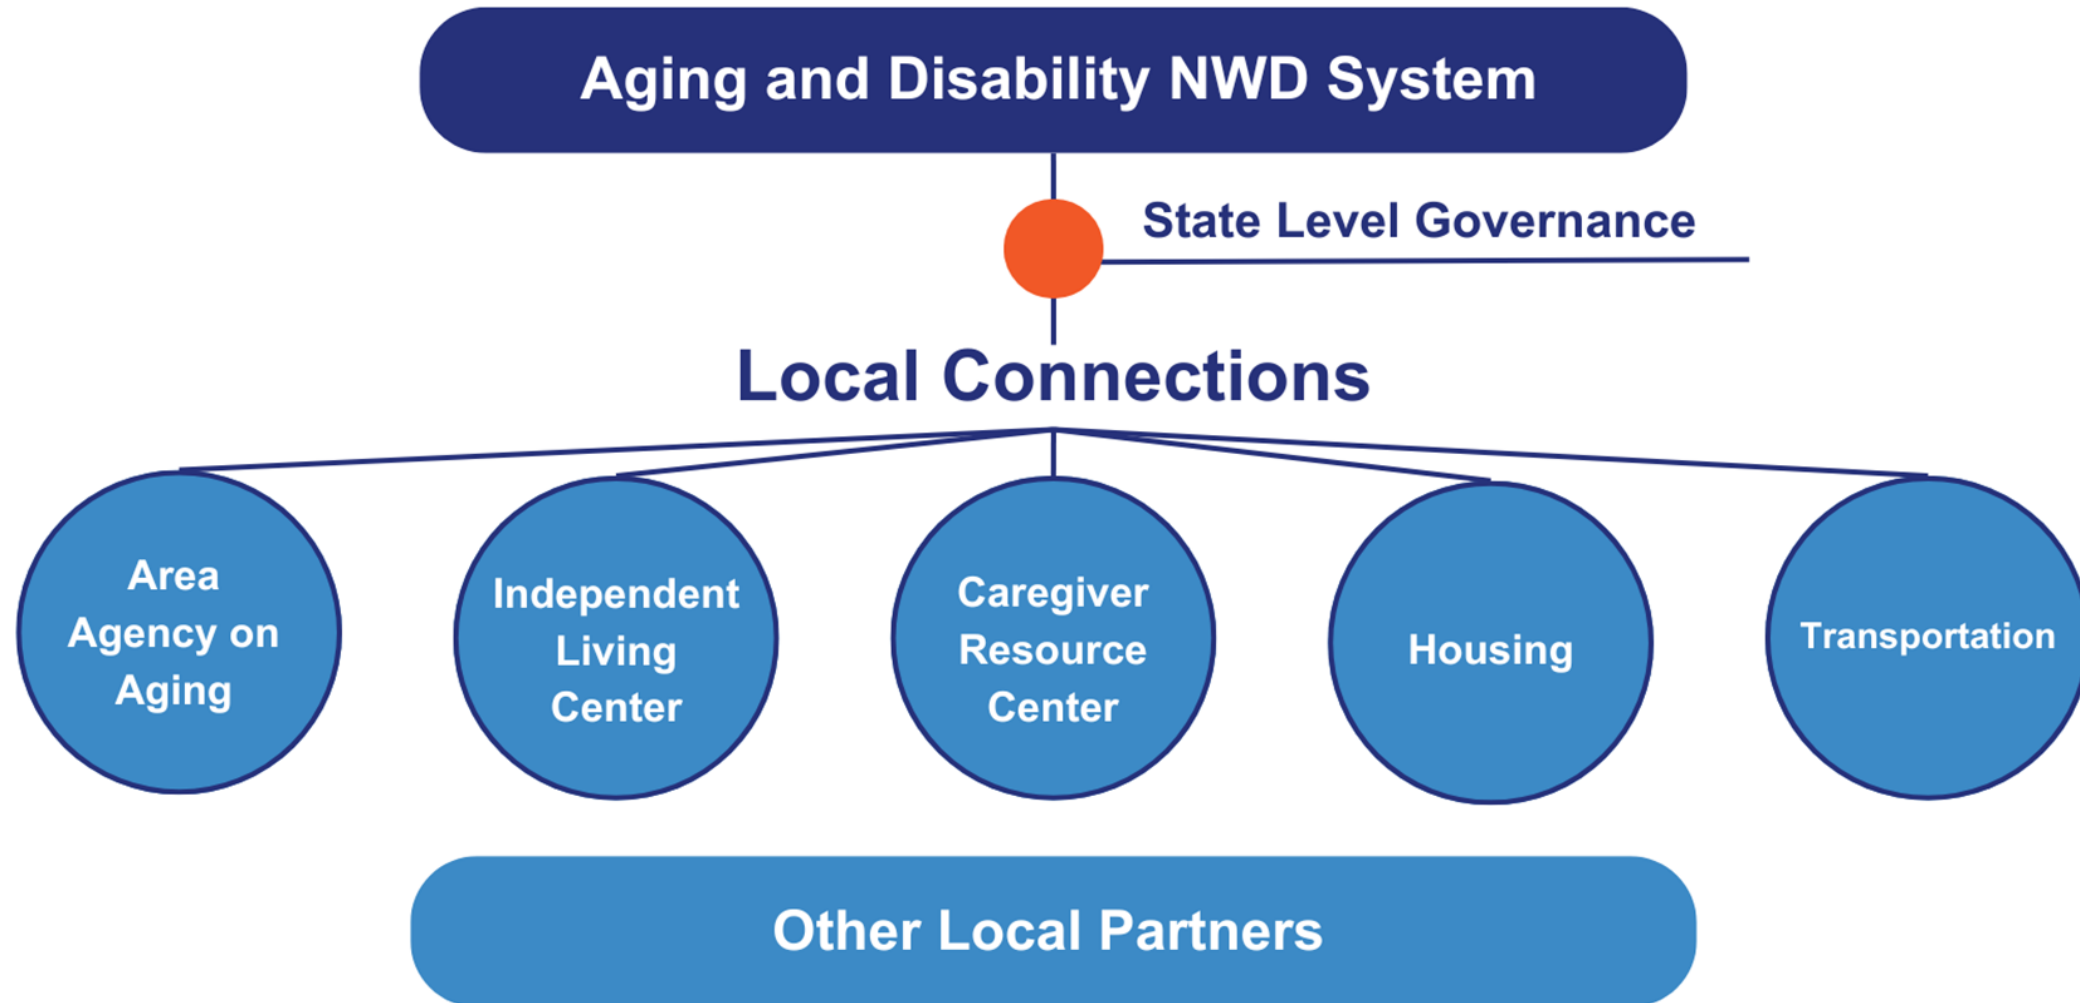 Aging and Disability NWD System
State Level Governance
Local Connections
Area
Agency on
Aging
Independent
Living
Center
Caregiver
Resource
Center
Housing
Transportation
Other Local Partners